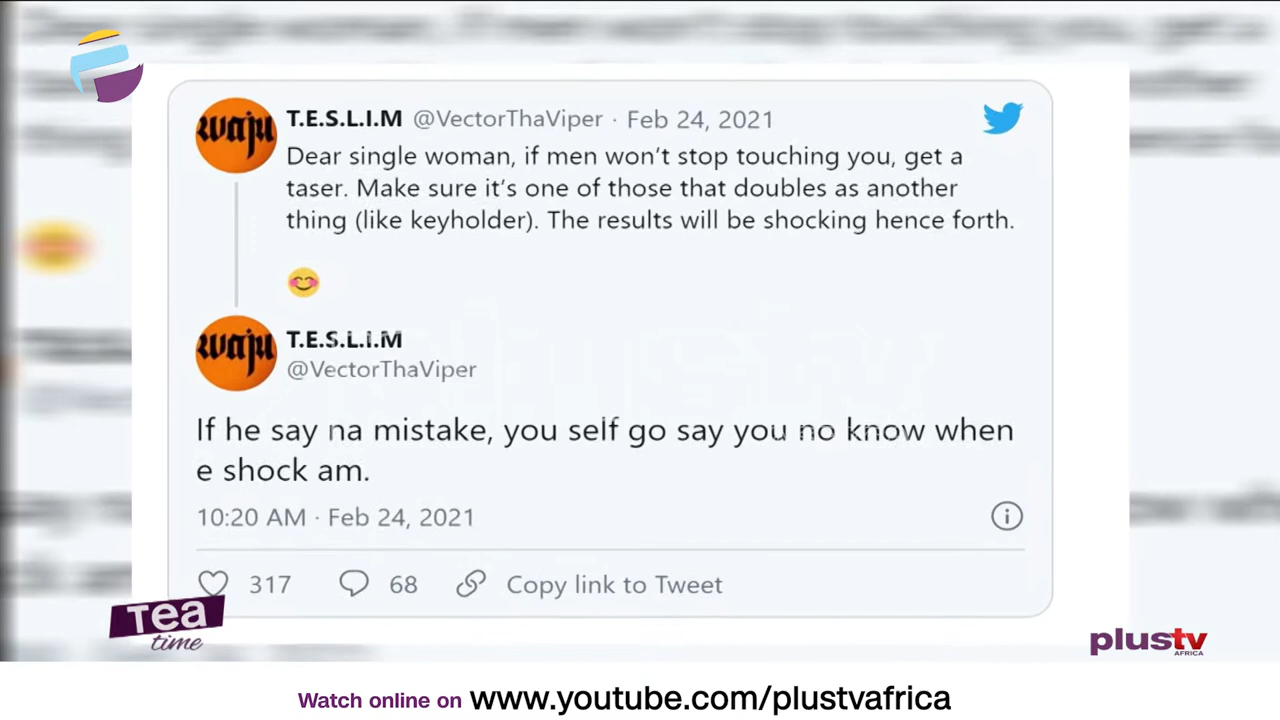 waju
T.E.S.L.I.M @VectorThaViper · Feb 24, 2021
Dear single woman, if men won't stop touching you, get a
taser. Make sure it's one of those that doubles as another
thing (like keyholder). The results will be shocking hence forth.
😊
waju
T.E.S.L.I.M
@VectorThaViper
If he say na mistake, you self go say you no know when
e shock am.
10:20 AM · Feb 24, 2021
317 68 Copy link to Tweet
Tea
time
plustv
AFRICA
Watch online on www.youtube.com/plustvafrica